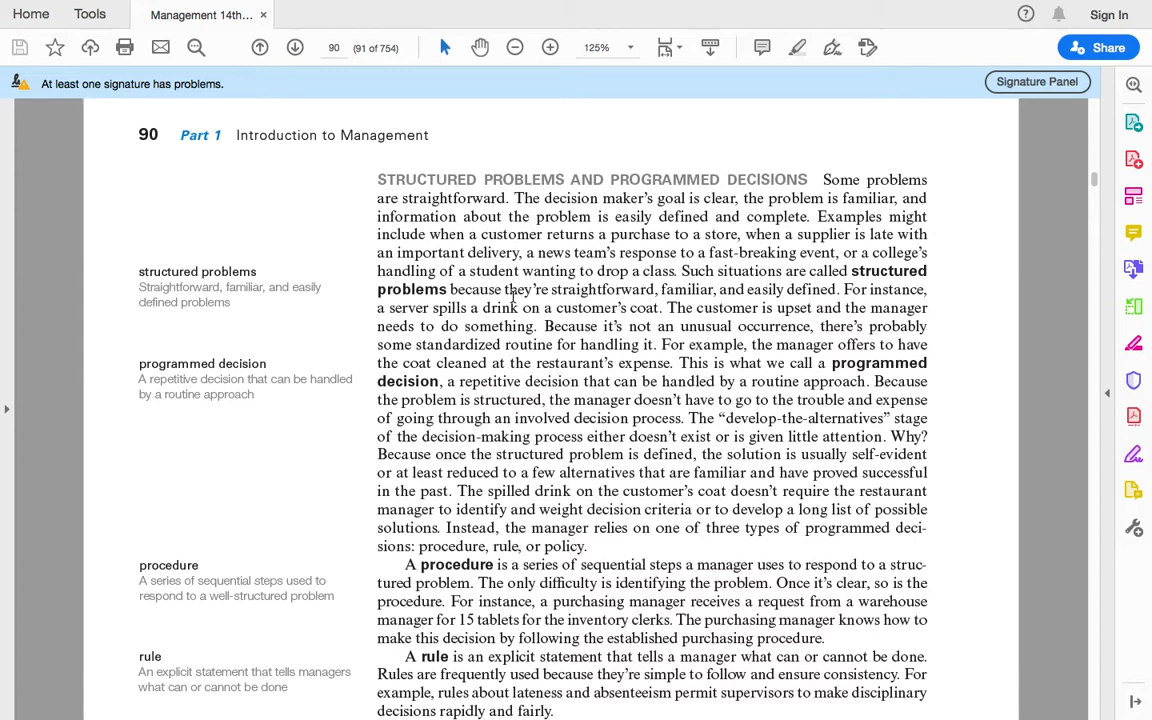 Home Tools Management 14th... × Sign In
90 (91 of 754) 125% Share
At least one signature has problems. Signature Panel
90 Part 1 Introduction to Management
STRUCTURED PROBLEMS AND PROGRAMMED DECISIONS Some problems
are straightforward. The decision maker's goal is clear, the problem is familiar, and
information about the problem is easily defined and complete. Examples might
include when a customer returns a purchase to a store, when a supplier is late with
an important delivery, a news team's response to a fast-breaking event, or a college's
handling of a student wanting to drop a class. Such situations are called structured
problems because they're straightforward, familiar, and easily defined. For instance,
a server spills a drink on a customer's coat. The customer is upset and the manager
needs to do something. Because it's not an unusual occurrence, there's probably
some standardized routine for handling it. For example, the manager offers to have
the coat cleaned at the restaurant's expense. This is what we call a programmed
decision, a repetitive decision that can be handled by a routine approach. Because
the problem is structured, the manager doesn't have to go to the trouble and expense
of going through an involved decision process. The “develop-the-alternatives” stage
of the decision-making process either doesn't exist or is given little attention. Why?
Because once the structured problem is defined, the solution is usually self-evident
or at least reduced to a few alternatives that are familiar and have proved successful
in the past. The spilled drink on the customer's coat doesn't require the restaurant
manager to identify and weight decision criteria or to develop a long list of possible
solutions. Instead, the manager relies on one of three types of programmed deci-
sions: procedure, rule, or policy.
A procedure is a series of sequential steps a manager uses to respond to a struc-
tured problem. The only difficulty is identifying the problem. Once it's clear, so is the
procedure. For instance, a purchasing manager receives a request from a warehouse
manager for 15 tablets for the inventory clerks. The purchasing manager knows how to
make this decision by following the established purchasing procedure.
A rule is an explicit statement that tells a manager what can or cannot be done.
Rules are frequently used because they're simple to follow and ensure consistency. For
example, rules about lateness and absenteeism permit supervisors to make disciplinary
decisions rapidly and fairly.
structured problems
Straightforward, familiar, and easily
defined problems
programmed decision
A repetitive decision that can be handled
by a routine approach
procedure
A series of sequential steps used to
respond to a well-structured problem
rule
An explicit statement that tells managers
what can or cannot be done